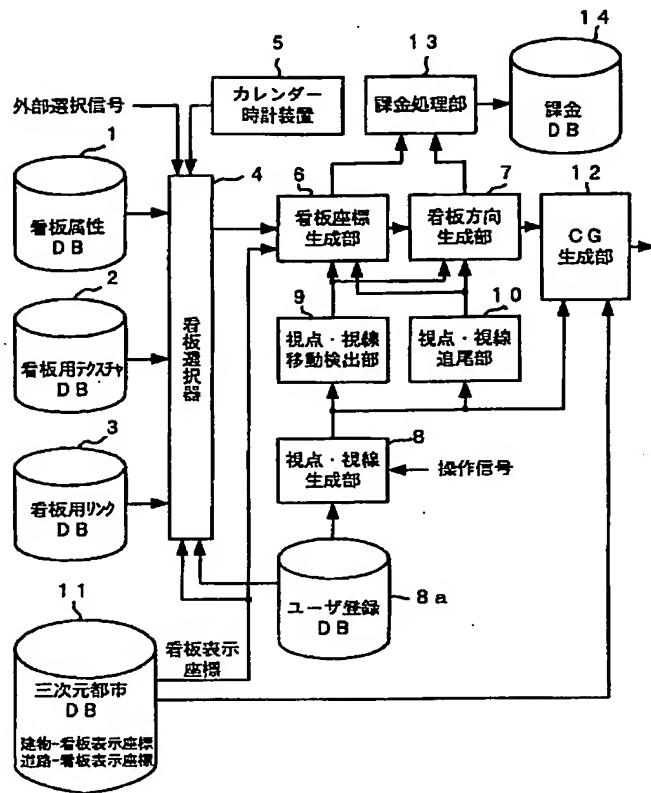 14
13
5
カレンダー
時計装置
課金処理部
課金
DB
外部選択信号
1
4
6
7
12
看板属性
DB
看板座標
生成部
看板方向
生成部
CG
生成部
2
看板用テクスチャ
DB
看板選択器
9
10
視点・視線
移動検出部
視点・視線
追尾部
3
看板用リンク
DB
8
視点・視線
生成部
操作信号
11
ユーザ登録
DB
8a
看板表示
座標
三次元都市
DB
建物-看板表示座標
道路-看板表示座標